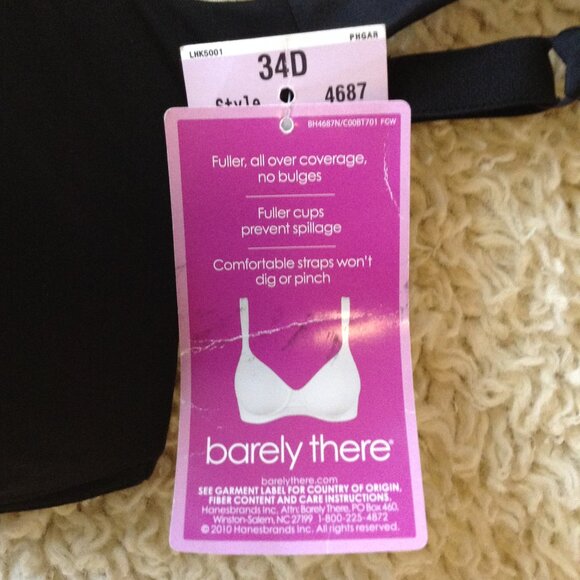 LHK5001 PHGAR
34D
Style 4687
BH4687N/C00BT701 FGW
Fuller, all over coverage,
no bulges
Fuller cups
prevent spillage
Comfortable straps won't
dig or pinch
barely there®
barelythere.com
SEE GARMENT LABEL FOR COUNTRY OF ORIGIN,
FIBER CONTENT AND CARE INSTRUCTIONS.
Hanesbrands Inc. Attn: Barely There, PO Box 460,
Winston-Salem, NC 27199 1-800-225-4872
© 2010 HanesBrands Inc. All rights reserved.